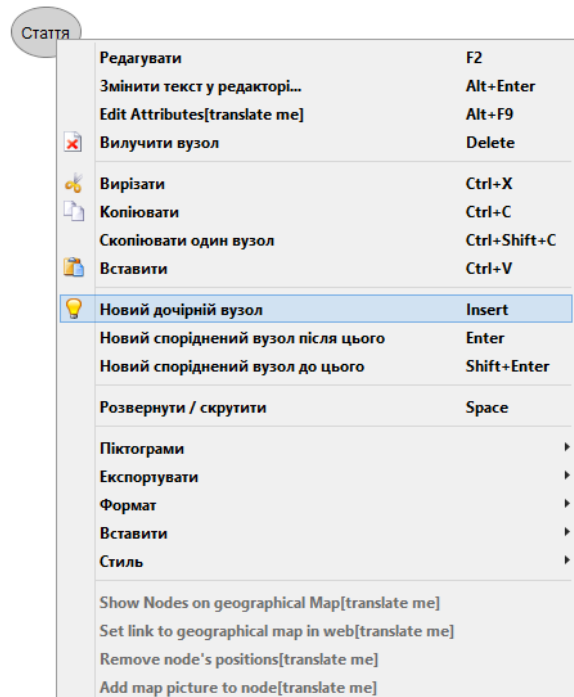 Стаття
Редагувати F2
Змінити текст у редакторі... Alt+Enter
Edit Attributes[translate me] Alt+F9
Вилучити вузол Delete
Вирізати Ctrl+X
Копіювати Ctrl+C
Скопіювати один вузол Ctrl+Shift+C
Вставити Ctrl+V
Новий дочірній вузол Insert
Новий споріднений вузол після цього Enter
Новий споріднений вузол до цього Shift+Enter
Розвернути / скрутити Space
Піктограми
Експортувати
Формат
Вставити
Стиль
Show Nodes on geographical Map[translate me]
Set link to geographical map in web[translate me]
Remove node's positions[translate me]
Add map picture to node[translate me]